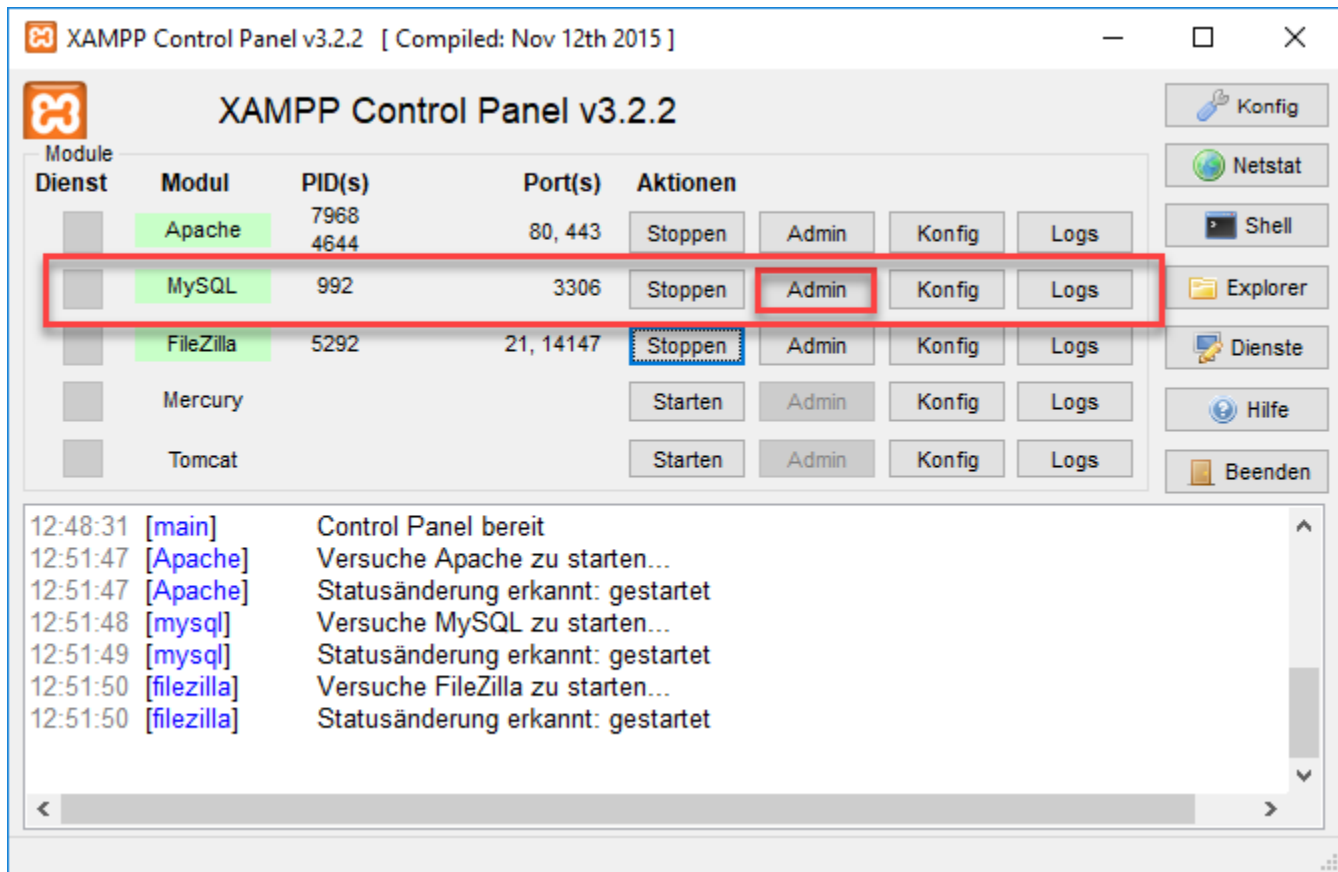 XAMPP Control Panel v3.2.2 [ Compiled: Nov 12th 2015 ]
XAMPP Control Panel v3.2.2
Konfig
Module
Netstat
Dienst Modul PID(s) Port(s) Aktionen
Apache 7968 4644 80, 443 Stoppen Admin Konfig Logs
Shell
MySQL 992 3306 Stoppen Admin Konfig Logs
Explorer
FileZilla 5292 21, 14147 Stoppen Admin Konfig Logs
Dienste
Mercury Starten Admin Konfig Logs
Hilfe
Tomcat Starten Admin Konfig Logs
Beenden
12:48:31 [main] Control Panel bereit
12:51:47 [Apache] Versuche Apache zu starten...
12:51:47 [Apache] Statusänderung erkannt: gestartet
12:51:48 [mysql] Versuche MySQL zu starten...
12:51:49 [mysql] Statusänderung erkannt: gestartet
12:51:50 [filezilla] Versuche FileZilla zu starten...
12:51:50 [filezilla] Statusänderung erkannt: gestartet